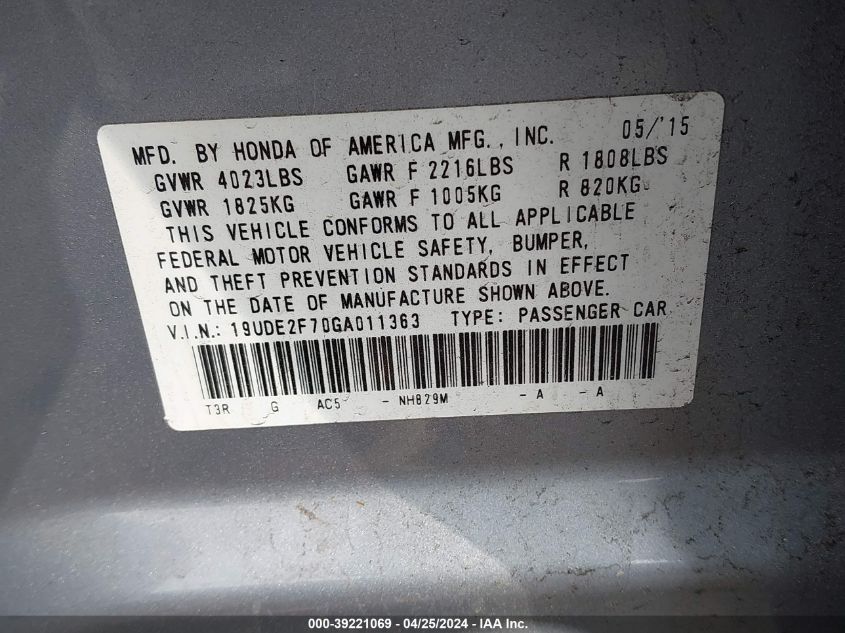 MFD. BY HONDA OF AMERICA MFG., INC. 05/'15
GVWR 4023LBS GAWR F 2216LBS R 1808LBS
GVWR 1825KG GAWR F 1005KG R 820KG
THIS VEHICLE CONFORMS TO ALL APPLICABLE
FEDERAL MOTOR VEHICLE SAFETY, BUMPER,
AND THEFT PREVENTION STANDARDS IN EFFECT
ON THE DATE OF MANUFACTURE SHOWN ABOVE.
V.I.N.: 19UDE2F70GA011363 TYPE: PASSENGER CAR
T3R G AC5 - NH829M - A - A
000-39221069 - 04/25/2024 - IAA, Inc.